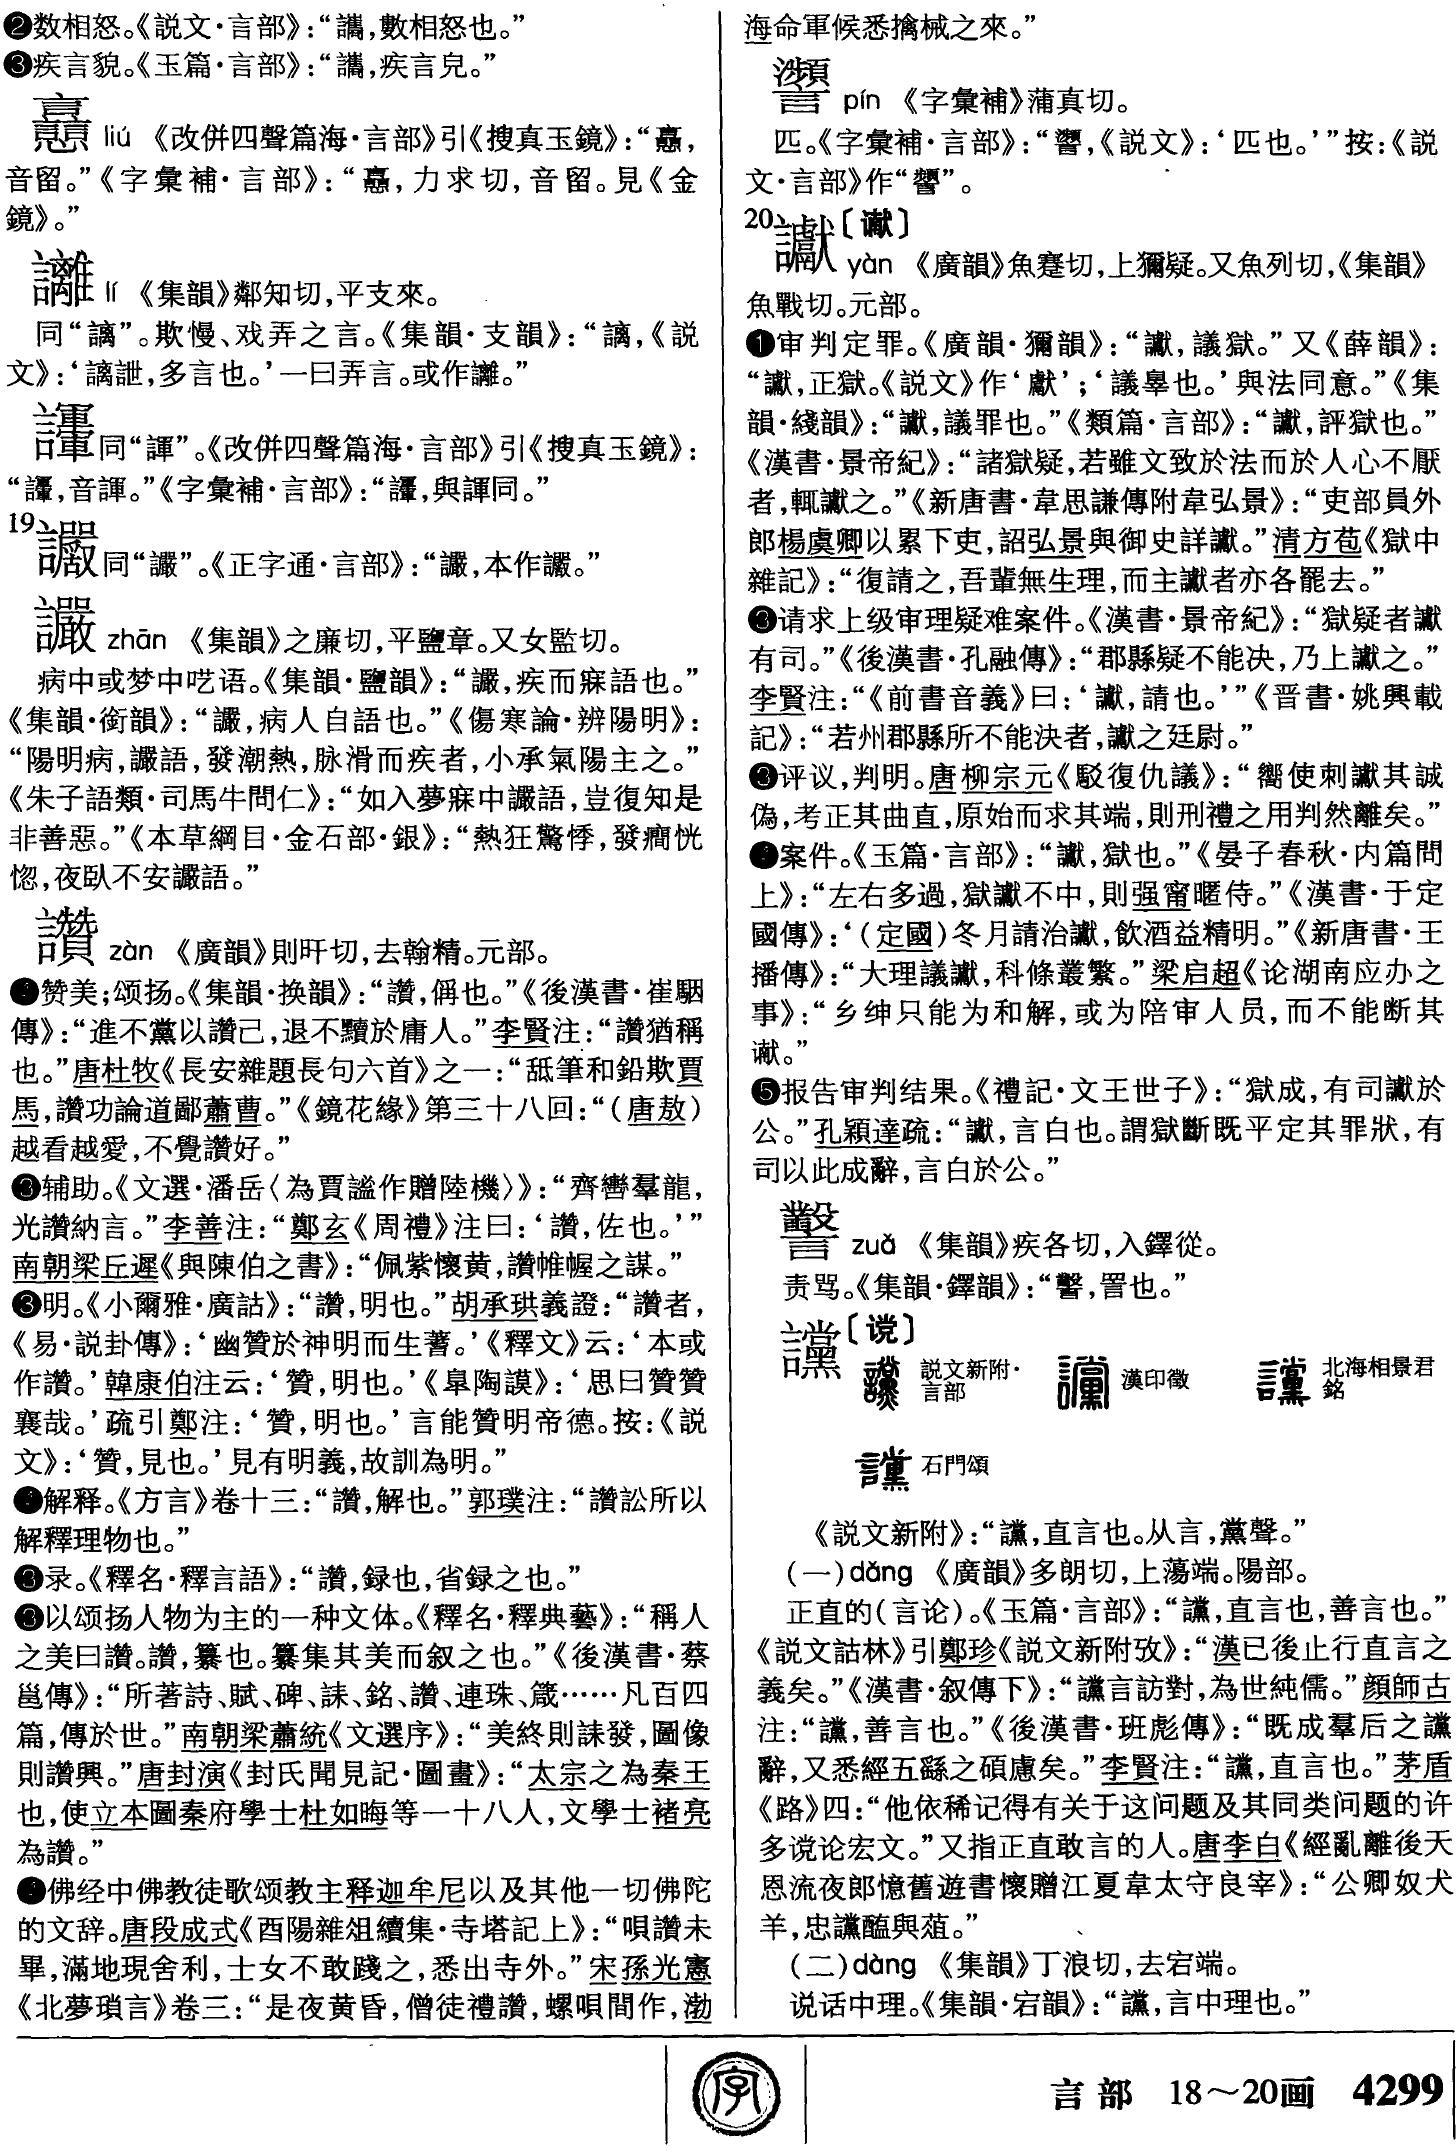 ❷数相怒。《説文·言部》：“讗，數相怒也。”
❸疾言貌。《玉篇·言部》：“讗，疾言皃。”
liú 《改併四聲篇海·言部》引《搜真玉鏡》：“
音留。”《字彙補·言部》：“，力求切，音留。見《金
鏡》。”
lí 《集韻》鄰知切，平支來。
同“謧”。欺慢、戏弄之言。《集韻·支韻》：“謧，《説
文》：‘謧詍，多言也。’一曰弄言。或作。”
同“諢”。《改併四聲篇海·言部》引《搜真玉鏡》：
“，音諢。”《字彙補·言部》：“，與諢同。”
19
同“讝”。《正字通·言部》：“讝，本作。”
讝 zhān 《集韻》之廉切，平鹽章。又女監切。
病中或梦中呓语。《集韻·鹽韻》：“讝，疾而寐語也。”
《集韻·銜韻》：“讝，病人自語也。”《傷寒論·辨陽明》：
“陽明病，讝語，發潮熱，脉滑而疾者，小承氣陽主之。”
《朱子語類·司馬牛問仁》：“如入夢寐中讝語，豈復知是
非善惡。”《本草綱目·金石部·銀》：“熱狂驚悸，發癇恍
惚，夜臥不安讝語。”
讚 zàn 《廣韻》則旰切，去翰精。元部。
❶赞美；颂扬。《集韻·换韻》：“讚，偁也。”《後漢書·崔駰
傳》：“進不黨以讚己，退不黷於庸人。”李賢注：“讚猶稱
也。”唐杜牧《長安雜題長句六首》之一：“舐筆和鉛欺賈
馬，讚功論道鄙蕭曹。”《鏡花緣》第三十八回：“（唐敖）
越看越愛，不覺讚好。”
❷辅助。《文選·潘岳〈為賈謐作贈陸機〉》：“齊轡羣龍，
光讚納言。”李善注：“鄭玄《周禮》注曰：‘讚，佐也。’”
南朝梁丘遲《與陳伯之書》：“佩紫懷黄，讚帷幄之謀。”
❸明。《小爾雅·廣詁》：“讚，明也。”胡承珙義證：“讚者，
《易·説卦傳》：‘幽贊於神明而生蓍。’《釋文》云：‘本或
作讚。’韓康伯注云：‘贊，明也。’《皐陶謨》：‘思曰贊贊
襄哉。’疏引鄭注：‘贊，明也。’言能贊明帝德。按：《説
文》：‘贊，見也。’見有明義，故訓為明。”
❹解释。《方言》卷十三：“讚，解也。”郭璞注：“讚訟所以
解釋理物也。”
❺录。《釋名·釋言語》：“讚，録也，省録之也。”
❻以颂扬人物为主的一种文体。《釋名·釋典藝》：“稱人
之美曰讚。讚，纂也。纂集其美而叙之也。”《後漢書·蔡
邕傳》：“所著詩、賦、碑、誄、銘、讚、連珠、箴……凡百四
篇，傳於世。”南朝梁蕭統《文選序》：“美終則誄發，圖像
則讚興。”唐封演《封氏聞見記·圖畫》：“太宗之為秦王
也，使立本圖秦府學士杜如晦等一十八人，文學士褚亮
為讚。”
❼佛经中佛教徒歌颂教主释迦牟尼以及其他一切佛陀
的文辞。唐段成式《酉陽雜俎續集·寺塔記上》：“唄讚未
畢，滿地現舍利，士女不敢踐之，悉出寺外。”宋孫光憲
《北夢瑣言》卷三：“是夜黄昏，僧徒禮讚，螺唄間作，渤
海命軍候悉擒械之來。”
pín 《字彙補》蒲真切。
匹。《字彙補·言部》：“，《説文》：‘匹也。’”按：《説
文·言部》作“”。
20
讞〔谳〕
yàn 《廣韻》魚蹇切，上獮疑。又魚列切，《集韻》
魚戰切。元部。
❶审判定罪。《廣韻·獮韻》：“讞，議獄。”又《薛韻》：
“讞，正獄。《説文》作‘’；‘議辠也。’與法同意。”《集
韻·綫韻》：“讞，議罪也。”《類篇·言部》：“讞，評獄也。”
《漢書·景帝紀》：“諸獄疑，若雖文致於法而於人心不厭
者，輒讞之。”《新唐書·韋思謙傳附韋弘景》：“吏部員外
郎楊虞卿以累下吏，詔弘景與御史詳讞。”清方苞《獄中
雜記》：“復請之，吾輩無生理，而主讞者亦各罷去。”
❷请求上级审理疑难案件。《漢書·景帝紀》：“獄疑者讞
有司。”《後漢書·孔融傳》：“郡縣疑不能决，乃上讞之。”
李賢注：“《前書音義》曰：‘讞，請也。’”《晋書·姚興載
記》：“若州郡縣所不能決者，讞之廷尉。”
❸评议，判明。唐柳宗元《駁復仇議》：“嚮使刺讞其誠
偽，考正其曲直，原始而求其端，則刑禮之用判然離矣。”
❹案件。《玉篇·言部》：“讞，獄也。”《晏子春秋·内篇問
上》：“左右多過，獄讞不中，則强甯暱侍。”《漢書·于定
國傳》：‘（定國）冬月請治讞，飲酒益精明。”《新唐書·王
播傳》：“大理議讞，科條叢繁。”梁启超《论湖南应办之
事》：“乡绅只能为和解，或为陪审人员，而不能断其
谳。”
❺报告审判结果。《禮記·文王世子》：“獄成，有司讞於
公。”孔穎達疏：“讞，言白也。謂獄斷既平定其罪狀，有
司以此成辭，言白於公。”
zuǎ 《集韻》疾各切，入鐸從。
责骂。《集韻·鐸韻》：“，詈也。”
讜〔谠〕
説文新附·言部 漢印徵 北海相景君銘
石門頌
《説文新附》：“讜，直言也。从言，黨聲。”
(一)dǎng 《廣韻》多朗切，上蕩端。陽部。
正直的（言论）。《玉篇·言部》：“讜，直言也，善言也。”
《説文詁林》引鄭珍《説文新附攷》：“漢已後止行直言之
義矣。”《漢書·叙傳下》：“讜言訪對，為世純儒。”顔師古
注：“讜，善言也。”《後漢書·班彪傳》：“既成羣后之讜
辭，又悉經五繇之碩慮矣。”李賢注：“讜，直言也。”茅盾
《路》四：“他依稀记得有关于这问题及其同类问题的许
多谠论宏文。”又指正直敢言的人。唐李白《經亂離後天
恩流夜郎憶舊遊書懷贈江夏韋太守良宰》：“公卿奴犬
羊，忠讜醢與菹。”
(二)dàng 《集韻》丁浪切，去宕端。
说话中理。《集韻·宕韻》：“讜，言中理也。”
字
言部 18～20画 4299